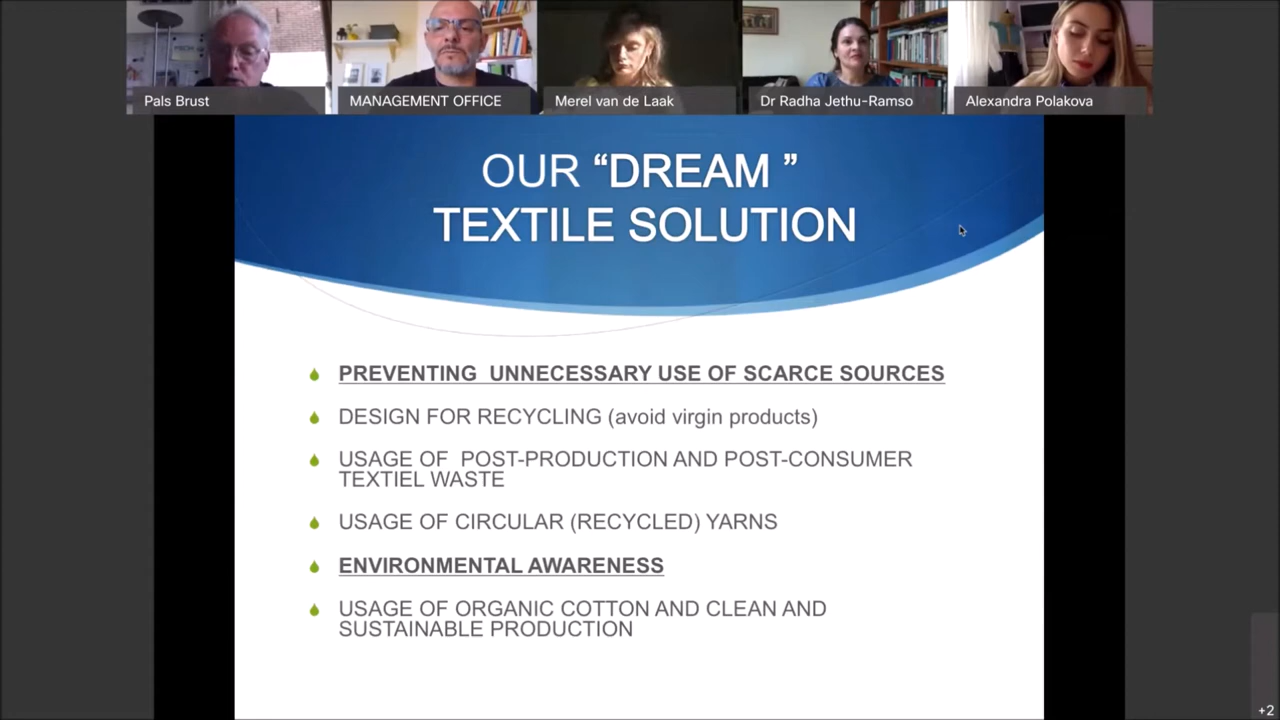 Pals Brust
MANAGEMENT OFFICE
Merel van de Laak
Dr Radha Jethu-Ramso
Alexandra Polakova
OUR “DREAM ”
TEXTILE SOLUTION
PREVENTING UNNECESSARY USE OF SCARCE SOURCES
DESIGN FOR RECYCLING (avoid virgin products)
USAGE OF POST-PRODUCTION AND POST-CONSUMER
TEXTIEL WASTE
USAGE OF CIRCULAR (RECYCLED) YARNS
ENVIRONMENTAL AWARENESS
USAGE OF ORGANIC COTTON AND CLEAN AND
SUSTAINABLE PRODUCTION
+2